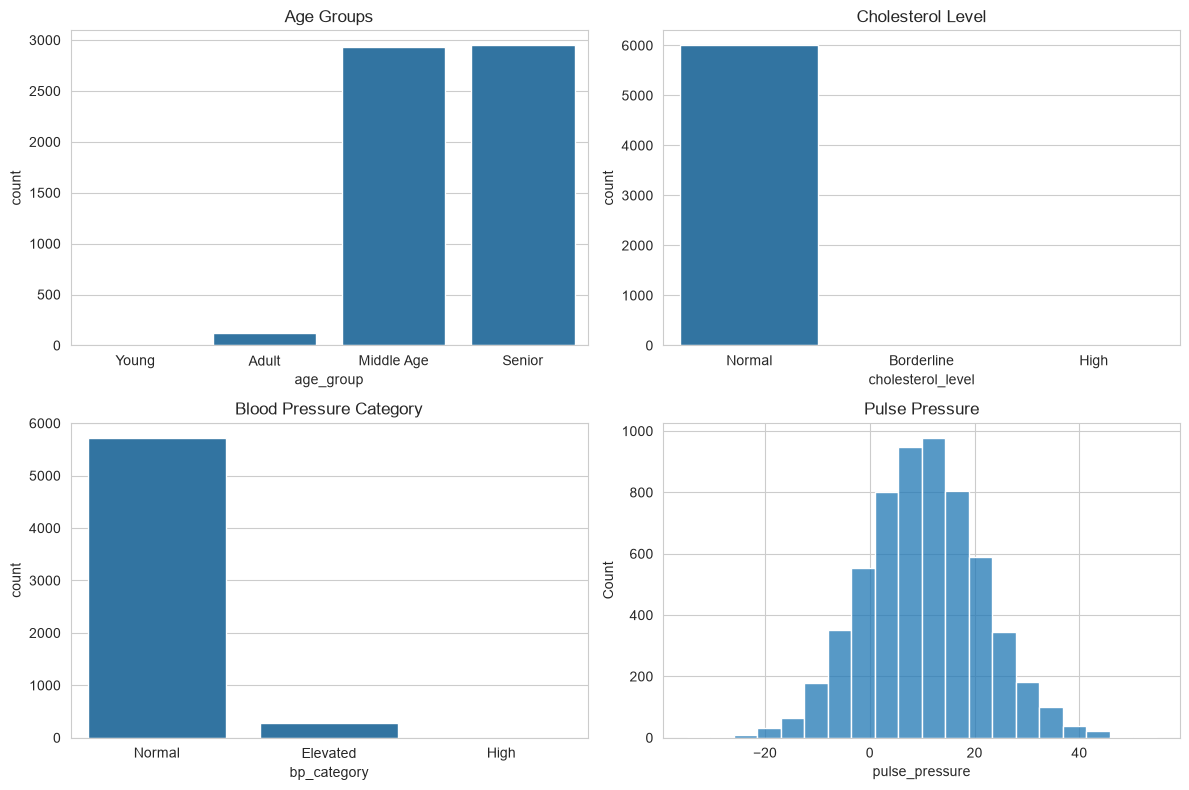 Age Groups
3000
2500
2000
1500
1000
500
0
count
Young Adult Middle Age Senior
age_group
Cholesterol Level
6000
5000
4000
3000
2000
1000
0
count
Normal Borderline High
cholesterol_level
Blood Pressure Category
6000
5000
4000
3000
2000
1000
0
count
Normal Elevated High
bp_category
Pulse Pressure
1000
800
600
400
200
0
Count
−20 0 20 40
pulse_pressure